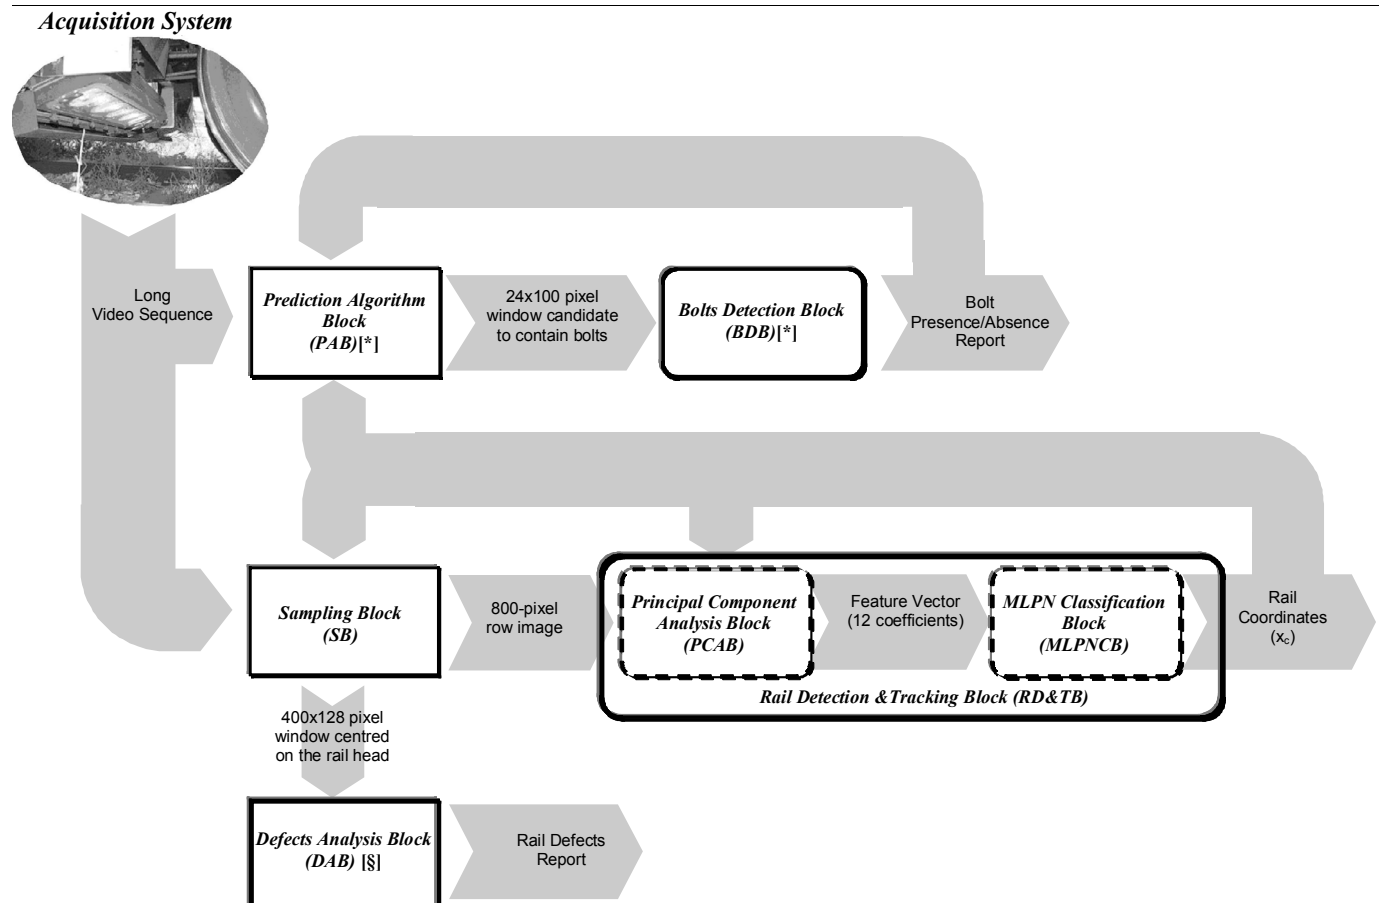 Acquisition System
Long
Video Sequence
Prediction Algorithm
Block
(PAB)[*]
24x100 pixel
window candidate
to contain bolts
Bolts Detection Block
(BDB)[*]
Bolt
Presence/Absence
Report
Sampling Block
(SB)
800-pixel
row image
Principal Component
Analysis Block
(PCAB)
Feature Vector
(12 coefficients)
MLPN Classification
Block
(MLPNCB)
Rail
Coordinates
(xc)
Rail Detection &Tracking Block (RD&TB)
400x128 pixel
window centred
on the rail head
Defects Analysis Block
(DAB) [§]
Rail Defects
Report